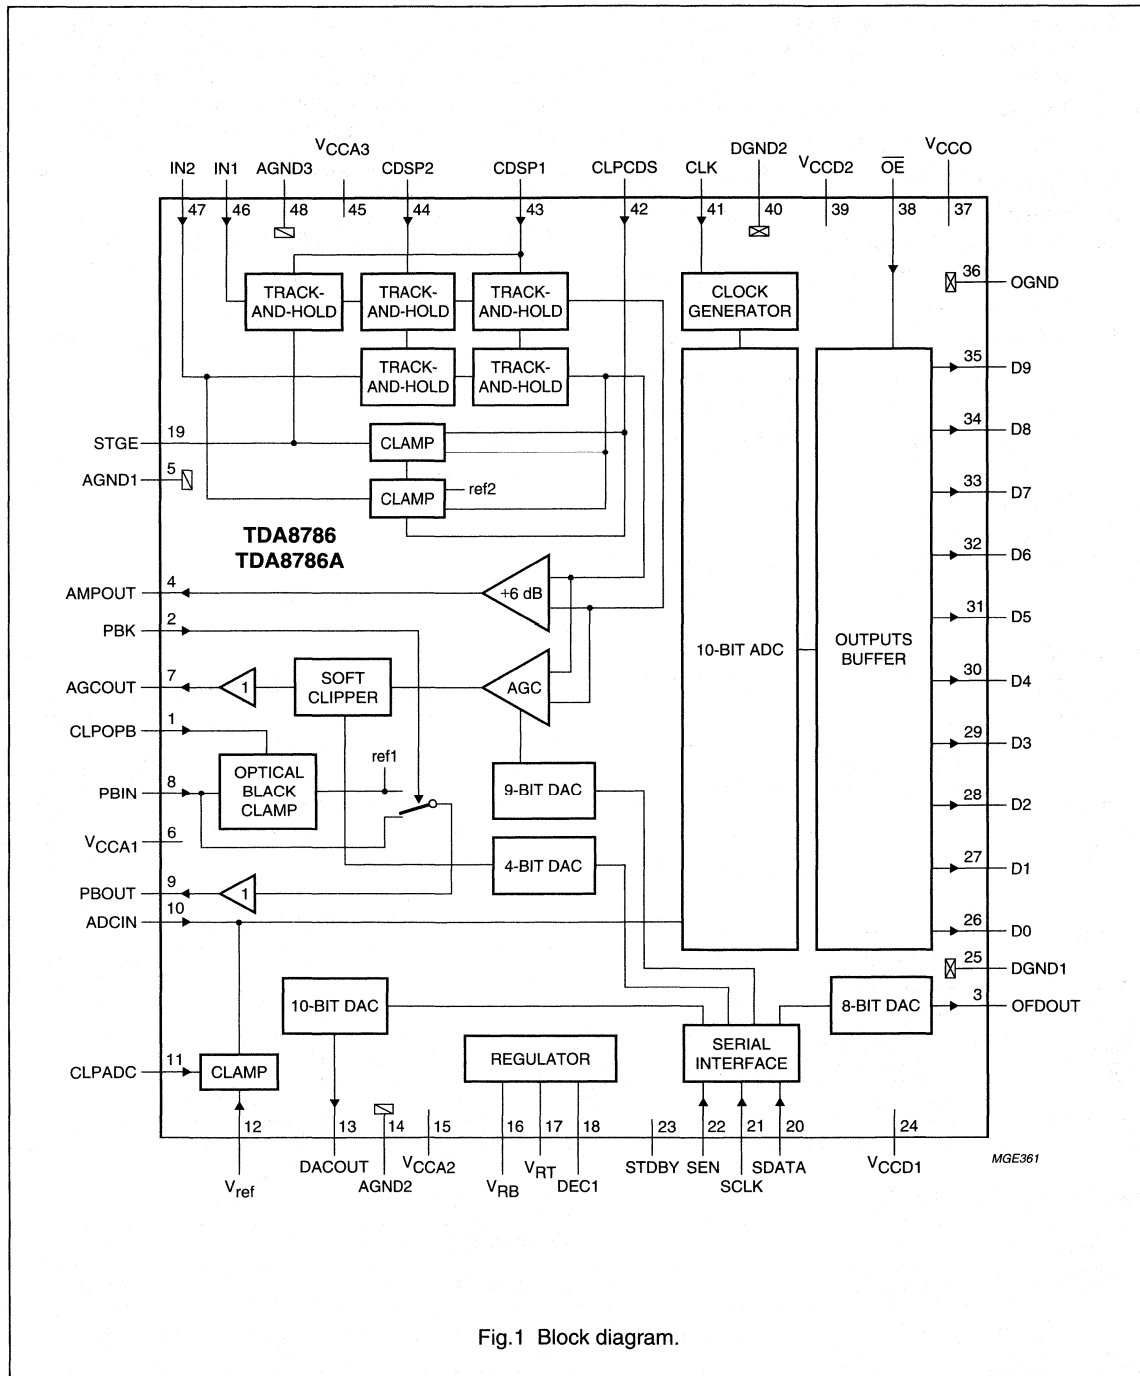 VCCA3
DGND2
VCCO
IN2 IN1 AGND3 CDSP2 CDSP1 CLPCDS CLK VCCD2 OE
47 46 48 45 44 43 42 41 40 39 38 37
36 OGND
TRACK-AND-HOLD
TRACK-AND-HOLD
TRACK-AND-HOLD
CLOCK GENERATOR
TRACK-AND-HOLD
TRACK-AND-HOLD
35 D9
34 D8
STGE 19
CLAMP
AGND1 5
CLAMP
ref2
33 D7
TDA8786
TDA8786A
32 D6
AMPOUT 4
+6 dB
31 D5
PBK 2
10-BIT ADC
OUTPUTS BUFFER
AGCOUT 7
1
SOFT CLIPPER
AGC
30 D4
CLPOPB 1
29 D3
ref1
PBIN 8
OPTICAL BLACK CLAMP
9-BIT DAC
28 D2
VCCA1 6
4-BIT DAC
27 D1
PBOUT 9
1
ADCIN 10
26 D0
25 DGND1
10-BIT DAC
8-BIT DAC
3 OFDOUT
REGULATOR
SERIAL INTERFACE
CLPADC 11
CLAMP
12 13 14 15 16 17 18 23 22 21 20 24
Vref DACOUT AGND2 VCCA2 VRB VRT DEC1 STDBY SEN SCLK SDATA VCCD1
MGE361
Fig.1 Block diagram.